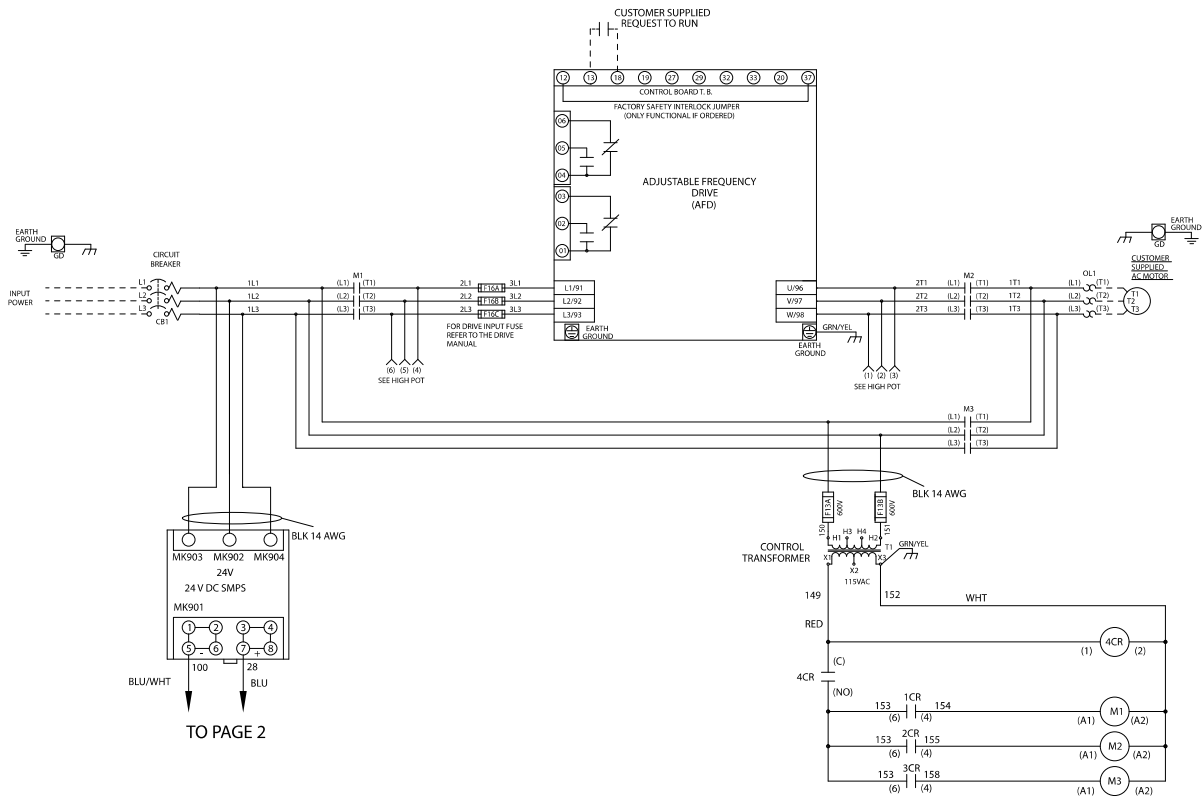 CUSTOMER SUPPLIED
REQUEST TO RUN
12 13 18 19 27 29 32 33 20 37
CONTROL BOARD T. B.
FACTORY SAFETY INTERLOCK JUMPER
(ONLY FUNCTIONAL IF ORDERED)
06
05
04
03
02
01
ADJUSTABLE FREQUENCY
DRIVE
(AFD)
EARTH
GROUND
GD
CIRCUIT
BREAKER
INPUT
POWER
L1
L2
L3
CB1
1L1
1L2
1L3
M1
(L1) (T1)
(L2) (T2)
(L3) (T3)
2L1 F16A 3L1
2L2 F16B 3L2
2L3 F16C 3L3
FOR DRIVE INPUT FUSE
REFER TO THE DRIVE
MANUAL
(6) (5) (4)
SEE HIGH POT
L1/91
L2/92
L3/93
EARTH
GROUND
U/96
V/97
W/98
GRN/YEL
EARTH
GROUND
2T1
2T2
2T3
M2
(L1) (T1)
(L2) (T2)
(L3) (T3)
1T1
1T2
1T3
OL1
(L1) (T1)
(L2) (T2)
(L3) (T3)
EARTH
GROUND
GD
CUSTOMER
SUPPLIED
AC MOTOR
T1
T2
T3
(1) (2) (3)
SEE HIGH POT
M3
(L1) (T1)
(L2) (T2)
(L3) (T3)
BLK 14 AWG
F13A
600V
F13B
600V
150
151
H1 H3 H4 H2
T1
GRN/YEL
CONTROL
TRANSFORMER
X1 X2 X3
115VAC
149
152
WHT
RED
4CR
(1) (2)
(C)
4CR
(NO)
1CR
153 154
(6) (4)
M1
(A1) (A2)
2CR
153 155
(6) (4)
M2
(A1) (A2)
3CR
153 158
(6) (4)
M3
(A1) (A2)
BLK 14 AWG
MK903 MK902 MK904
24V
24 V DC SMPS
MK901
1 2 3 4
5 - 6 7 + 8
100 28
BLU/WHT BLU
TO PAGE 2